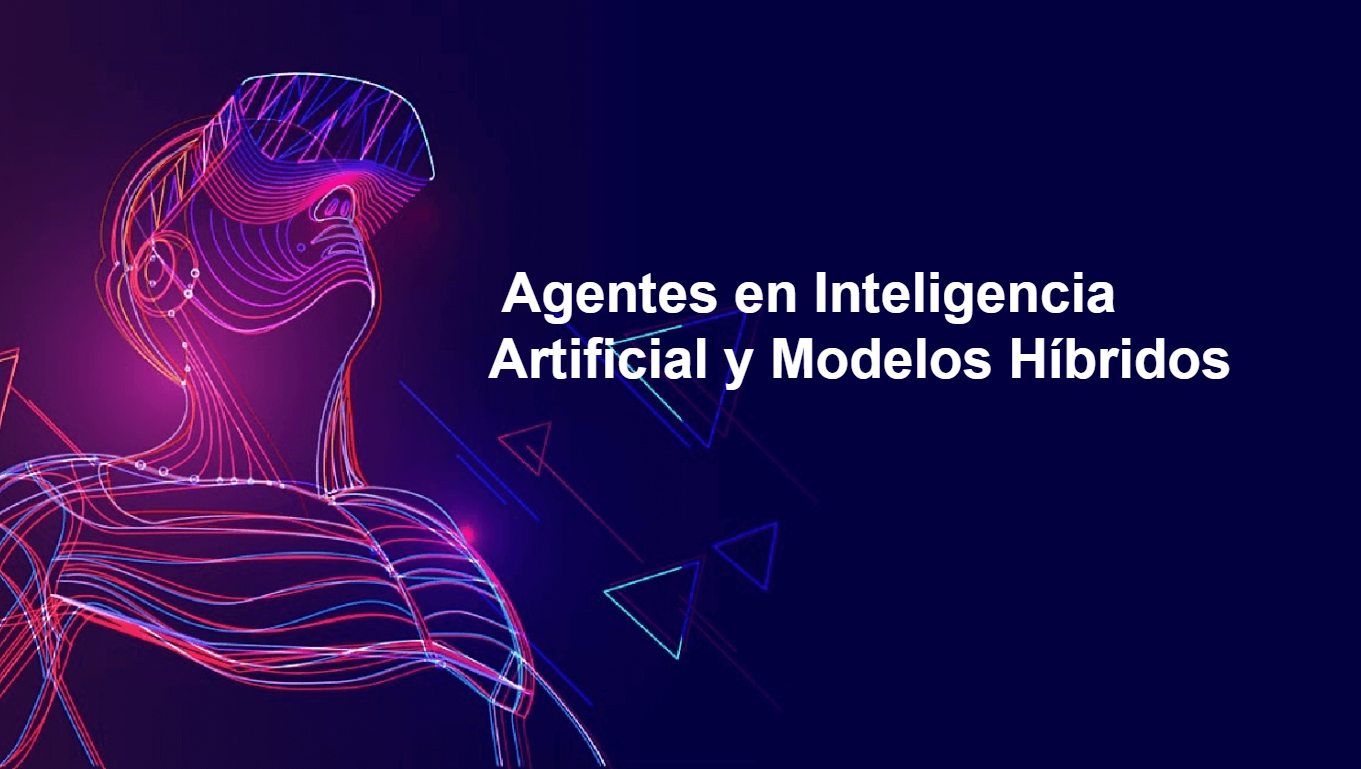 Agentes en Inteligencia
Artificial y Modelos Híbridos